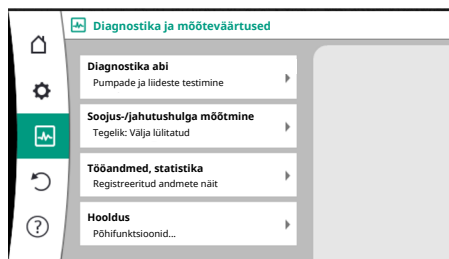 Diagnostika ja mõõteväärtused
Diagnostika abi
Pumpade ja liideste testimine
Soojus-/jahutushulga mõõtmine
Tegelik: Välja lülitatud
Tööandmed, statistika
Registreeritud andmete näit
Hooldus
Põhifunktsioonid...
?